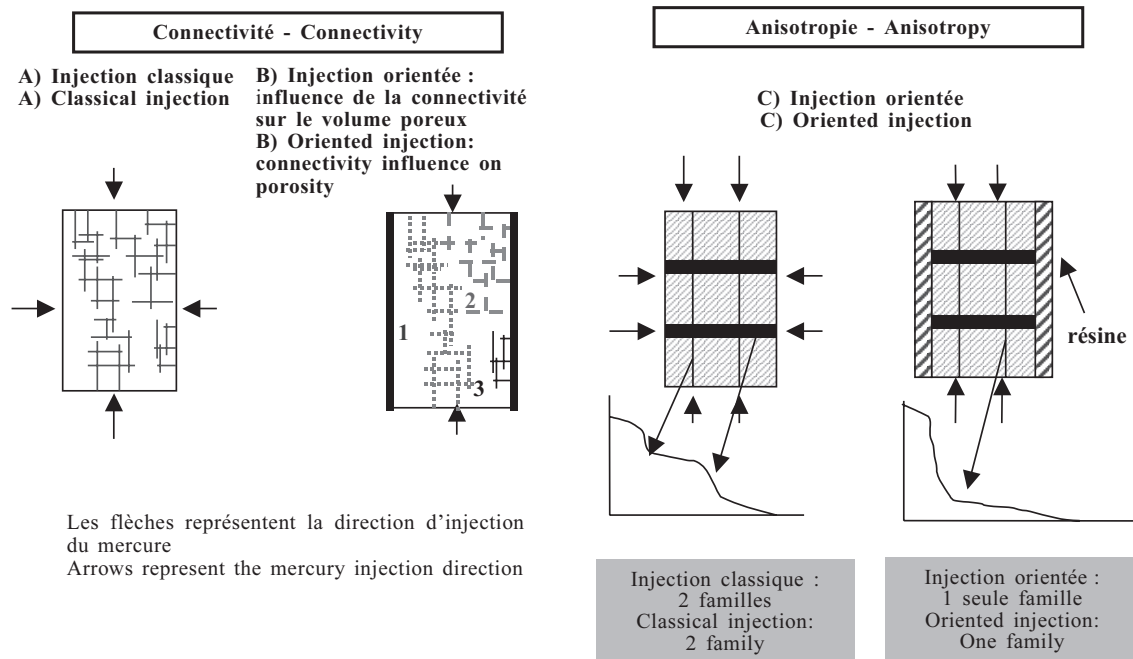 Connectivité - Connectivity
A) Injection classique
A) Classical injection
B) Injection orientée :
influence de la connectivité
sur le volume poreux
B) Oriented injection:
connectivity influence on
porosity
1
2
3
Les flèches représentent la direction d'injection
du mercure
Arrows represent the mercury injection direction
Anisotropie - Anisotropy
C) Injection orientée
C) Oriented injection
résine
Injection classique :
2 familles
Classical injection:
2 family
Injection orientée :
1 seule famille
Oriented injection:
One family